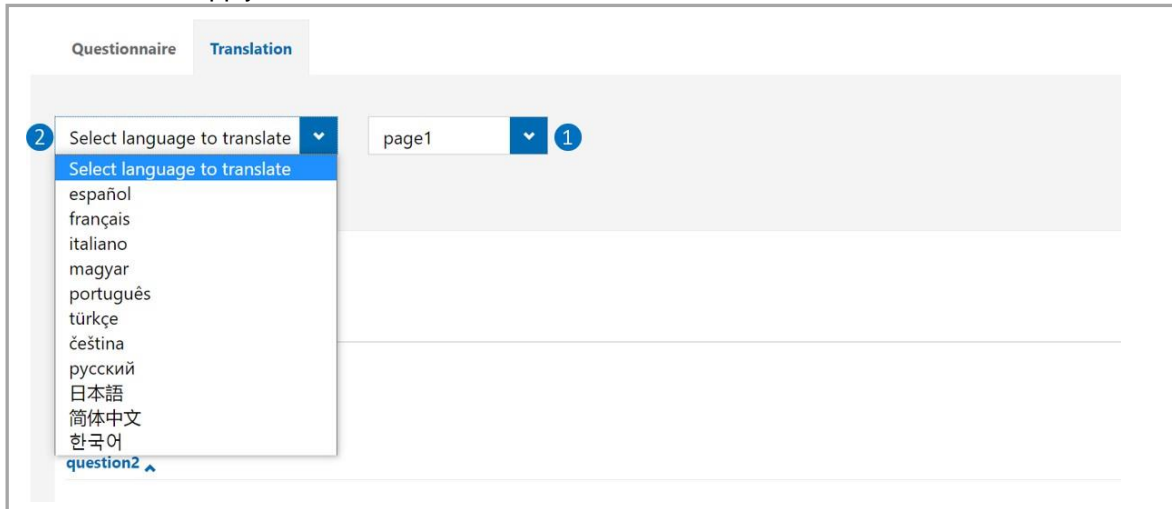 Questionnaire Translation
2 Select language to translate page1 1
Select language to translate
español
français
italiano
magyar
português
türkçe
čeština
русский
日本語
简体中文
한국어
question2